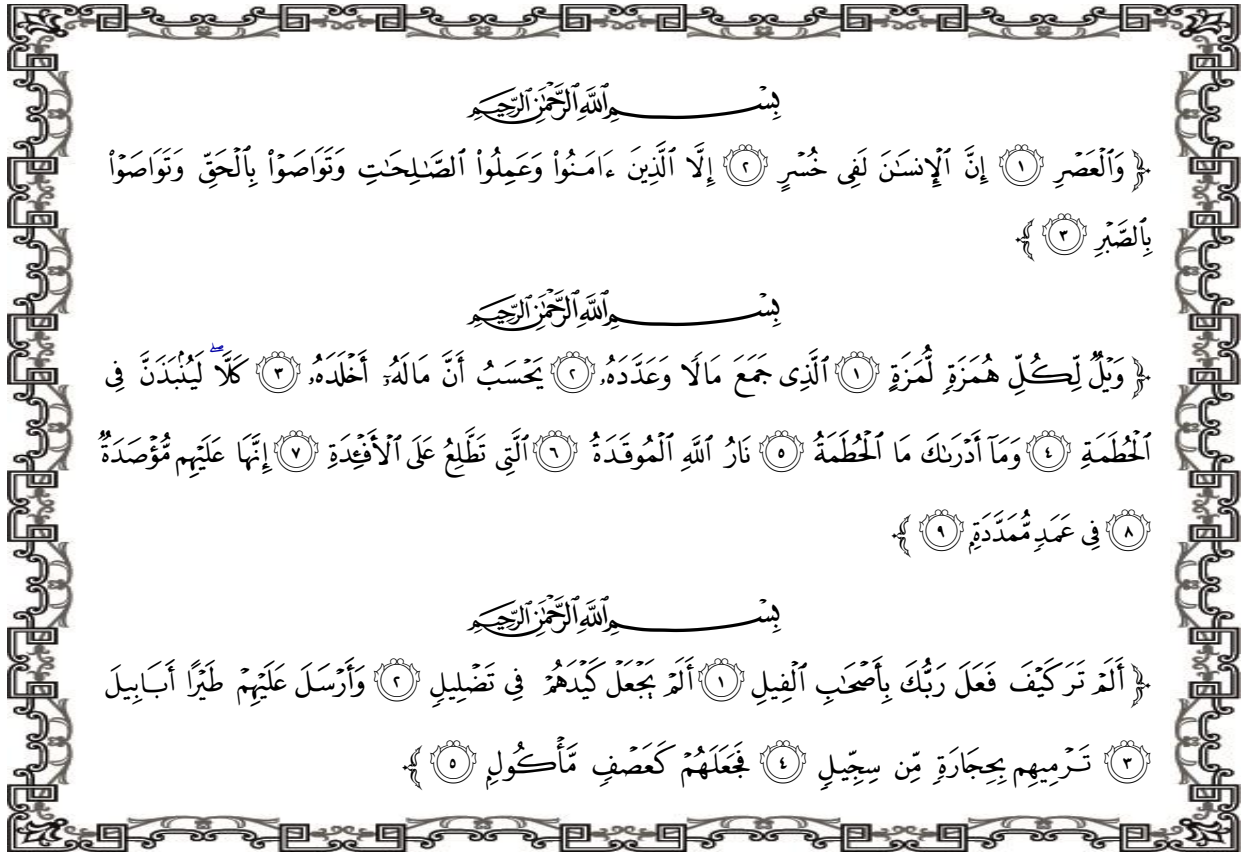 بِسْمِ ٱللَّهِ ٱلرَّحْمَٰنِ ٱلرَّحِيمِ
﴿ وَٱلْعَصْرِ ۝١ إِنَّ ٱلْإِنسَٰنَ لَفِى خُسْرٍ ۝٢ إِلَّا ٱلَّذِينَ ءَامَنُوا۟ وَعَمِلُوا۟ ٱلصَّٰلِحَٰتِ وَتَوَاصَوْا۟ بِٱلْحَقِّ وَتَوَاصَوْا۟
بِٱلصَّبْرِ ۝٣ ﴾
بِسْمِ ٱللَّهِ ٱلرَّحْمَٰنِ ٱلرَّحِيمِ
﴿ وَيْلٌ لِّكُلِّ هُمَزَةٍ لُّمَزَةٍ ۝١ ٱلَّذِى جَمَعَ مَالًا وَعَدَّدَهُۥ ۝٢ يَحْسَبُ أَنَّ مَالَهُۥٓ أَخْلَدَهُۥ ۝٣ كَلَّا ۖ لَيُنۢبَذَنَّ فِى
ٱلْحُطَمَةِ ۝٤ وَمَآ أَدْرَىٰكَ مَا ٱلْحُطَمَةُ ۝٥ نَارُ ٱللَّهِ ٱلْمُوقَدَةُ ۝٦ ٱلَّتِى تَطَّلِعُ عَلَى ٱلْأَفْـِٔدَةِ ۝٧ إِنَّهَا عَلَيْهِم مُّؤْصَدَةٌ
۝٨ فِى عَمَدٍ مُّمَدَّدَةٍۭ ۝٩ ﴾
بِسْمِ ٱللَّهِ ٱلرَّحْمَٰنِ ٱلرَّحِيمِ
﴿ أَلَمْ تَرَ كَيْفَ فَعَلَ رَبُّكَ بِأَصْحَٰبِ ٱلْفِيلِ ۝١ أَلَمْ يَجْعَلْ كَيْدَهُمْ فِى تَضْلِيلٍ ۝٢ وَأَرْسَلَ عَلَيْهِمْ طَيْرًا أَبَابِيلَ
۝٣ تَرْمِيهِم بِحِجَارَةٍ مِّن سِجِّيلٍ ۝٤ فَجَعَلَهُمْ كَعَصْفٍ مَّأْكُولٍۭ ۝٥ ﴾